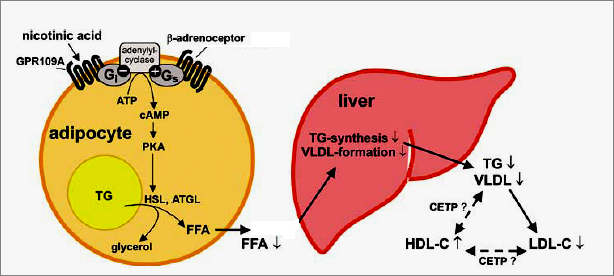 nicotinic acid
GPR109A
adenylyl-
cyclase
β-adrenoceptor
Gi
−
+
Gs
ATP
cAMP
adipocyte
PKA
TG
HSL, ATGL
glycerol
FFA
FFA ↓
liver
TG-synthesis ↓
VLDL-formation ↓
TG ↓
VLDL ↓
CETP ?
HDL-C ↑
LDL-C ↓
CETP ?